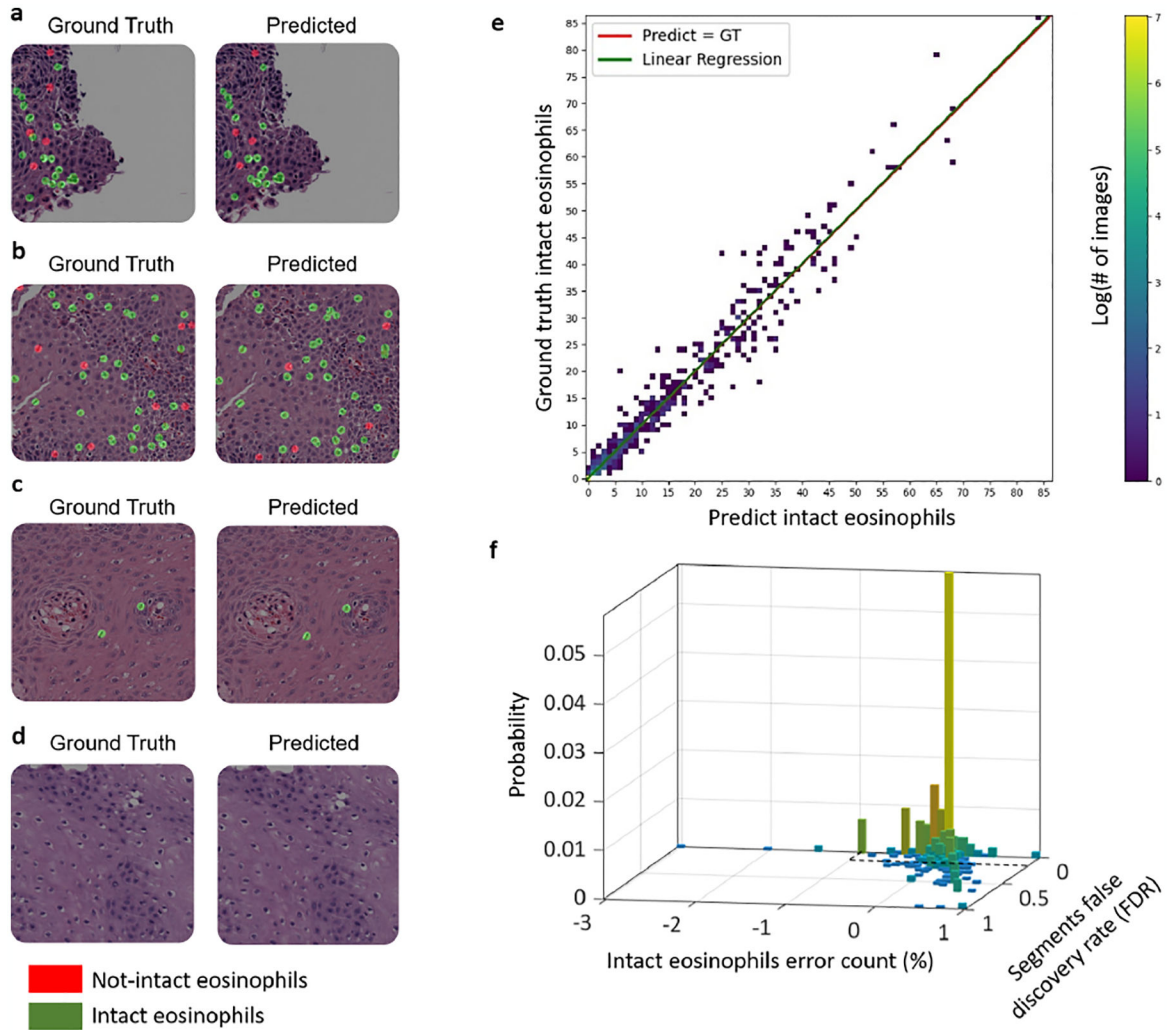 a
Ground Truth
Predicted
b
Ground Truth
Predicted
c
Ground Truth
Predicted
d
Ground Truth
Predicted
Not-intact eosinophils
Intact eosinophils
e
Predict = GT
Linear Regression
Ground truth intact eosinophils
85
80
75
70
65
60
55
50
45
40
35
30
25
20
15
10
5
0
0 5 10 15 20 25 30 35 40 45 50 55 60 65 70 75 80 85
Predict intact eosinophils
Log(# of images)
7
6
5
4
3
2
1
0
f
Probability
0.05
0.04
0.03
0.02
0.01
0
-3 -2 -1 0 1
Intact eosinophils error count (%)
0
0.5
1
Segments false
discovery rate (FDR)